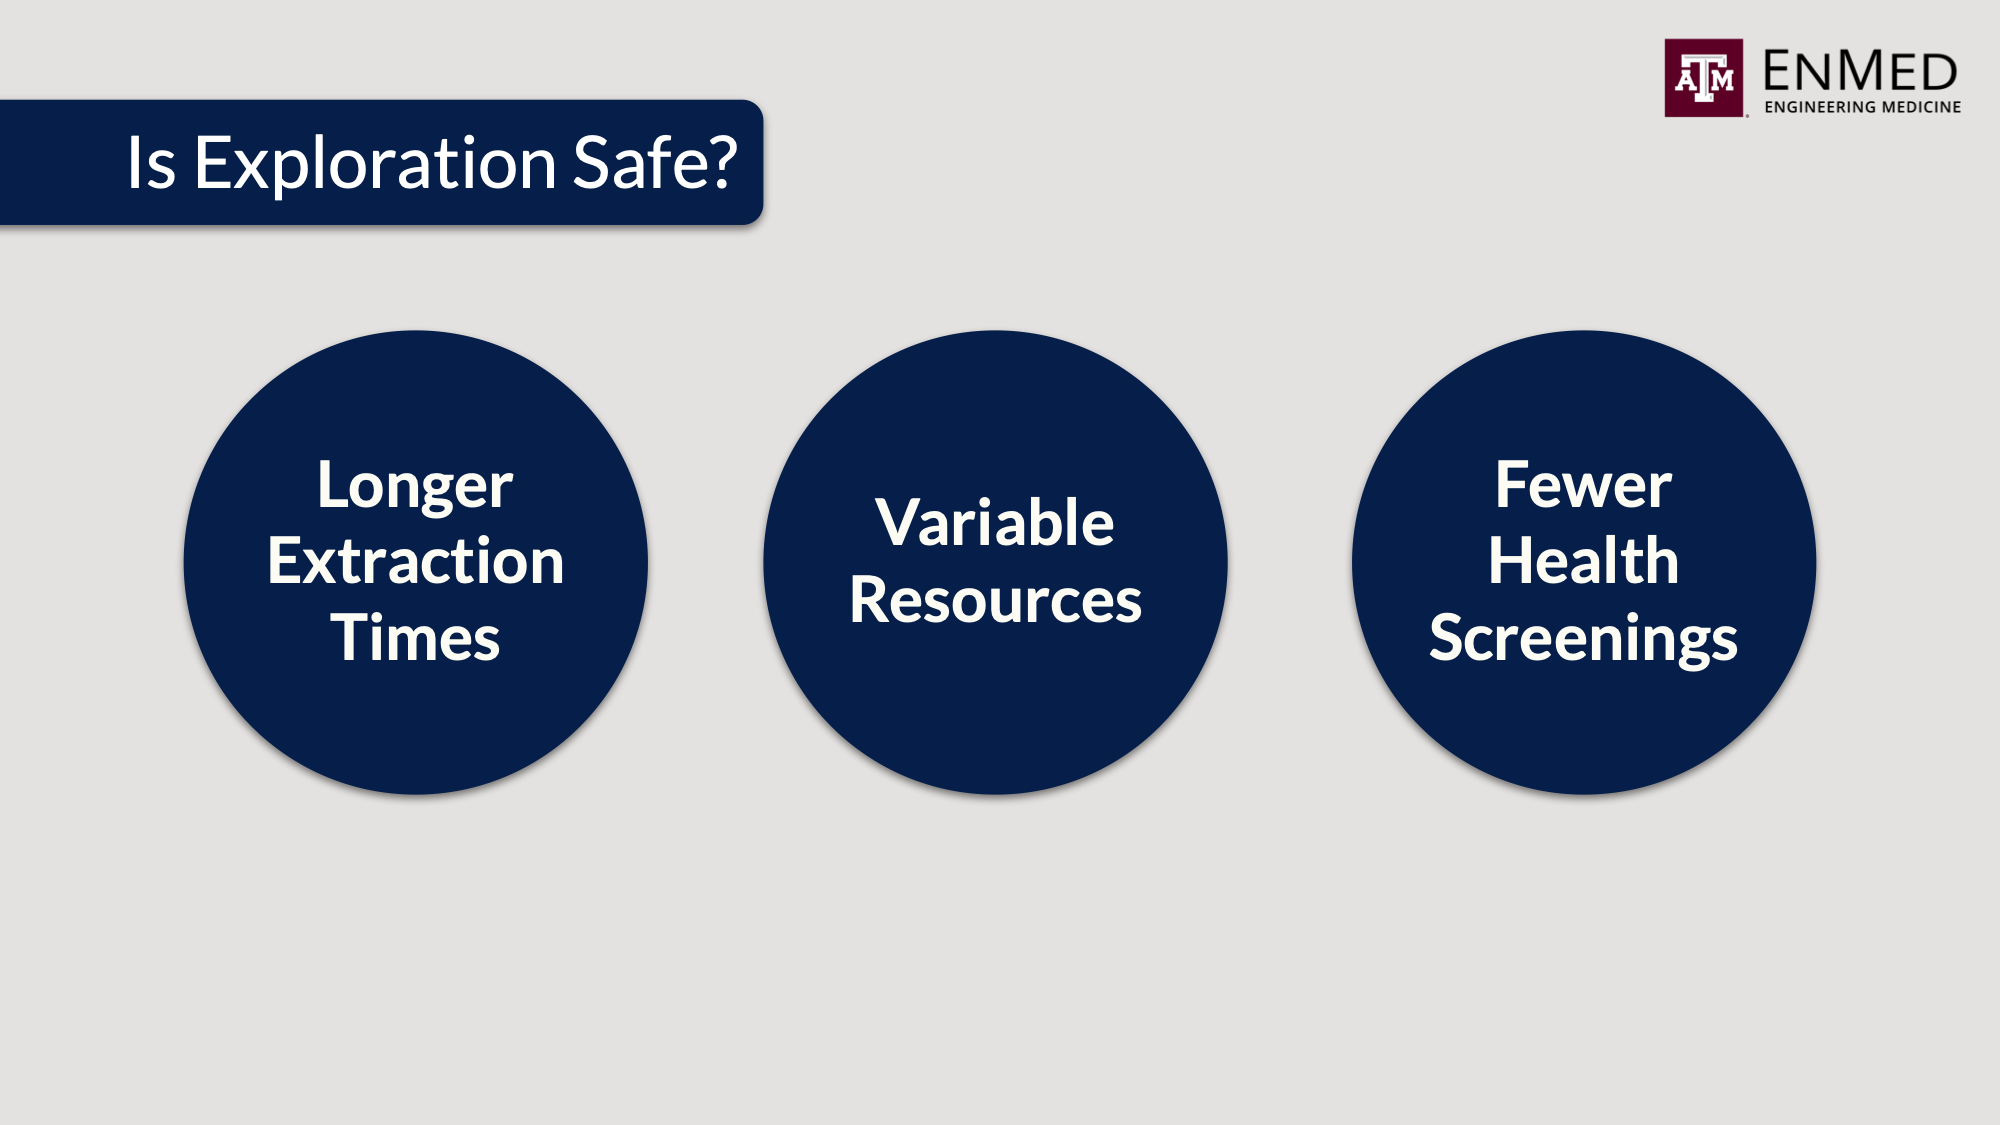 ATM ENMED
ENGINEERING MEDICINE
Is Exploration Safe?
Longer
Extraction
Times
Variable
Resources
Fewer
Health
Screenings